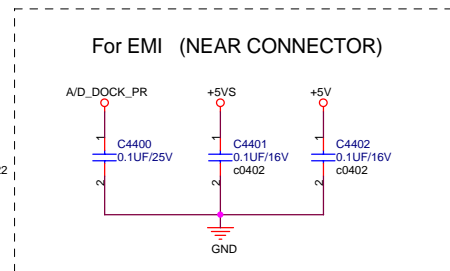 For EMI (NEAR CONNECTOR)
A/D_DOCK_PR +5VS +5V
1 1 1
C4400 C4401 C4402
0.1UF/25V 0.1UF/16V 0.1UF/16V
c0402 c0402
2 2 2
GND